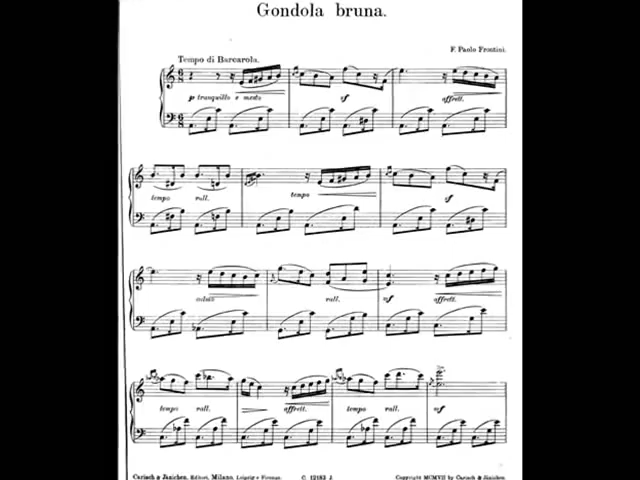 Gondola bruna.
F. Paolo Frontini.
Tempo di Barcarola.
p tranquillo e mesto sf affrett.
tempo rall. tempo sf
rall. sf affrett.
tempo rall. affrett. tempo rall. sf
Carisch & Jänichen, Editori, Milano, Leipzig e Firenze. C. 12183 J. Copyright MCMVII by Carisch & Jänichen.